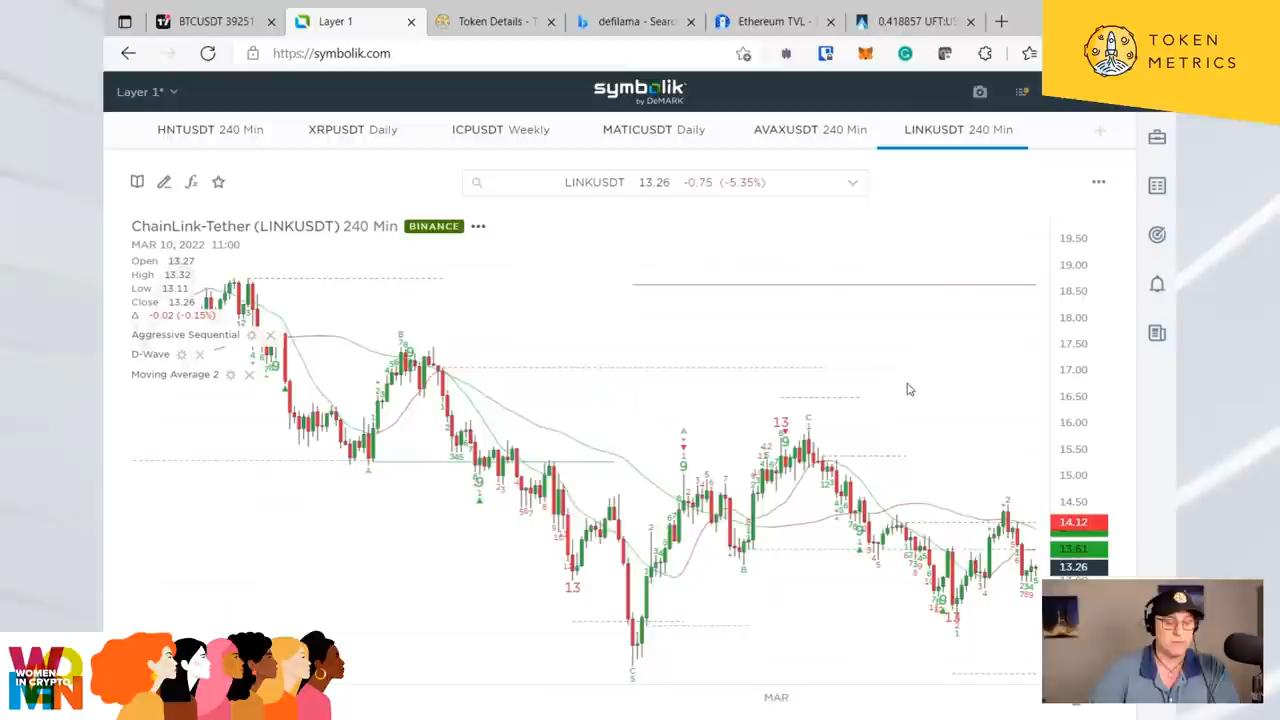 BTCUSDT 39251
Layer 1
Token Details - T
defilama - Searc
Ethereum TVL -
0.418857 UFT:US
https://symbolik.com
TOKEN
METRICS
Layer 1*
symbolik
by DeMARK
HNTUSDT 240 Min
XRPUSDT Daily
ICPUSDT Weekly
MATICUSDT Daily
AVAXUSDT 240 Min
LINKUSDT 240 Min
LINKUSDT 13.26 -0.75 (-5.35%)
ChainLink-Tether (LINKUSDT) 240 Min BINANCE
MAR 10, 2022 11:00
Open 13.27
High 13.32
Low 13.11
Close 13.26
Δ -0.02 (-0.15%)
Aggressive Sequential
D-Wave
Moving Average 2
19.50
19.00
18.50
18.00
17.50
17.00
16.50
16.00
15.50
15.00
14.50
14.12
13.61
13.26
13
13
13
MAR
WOMEN
WOMEN
IN CRYPTO